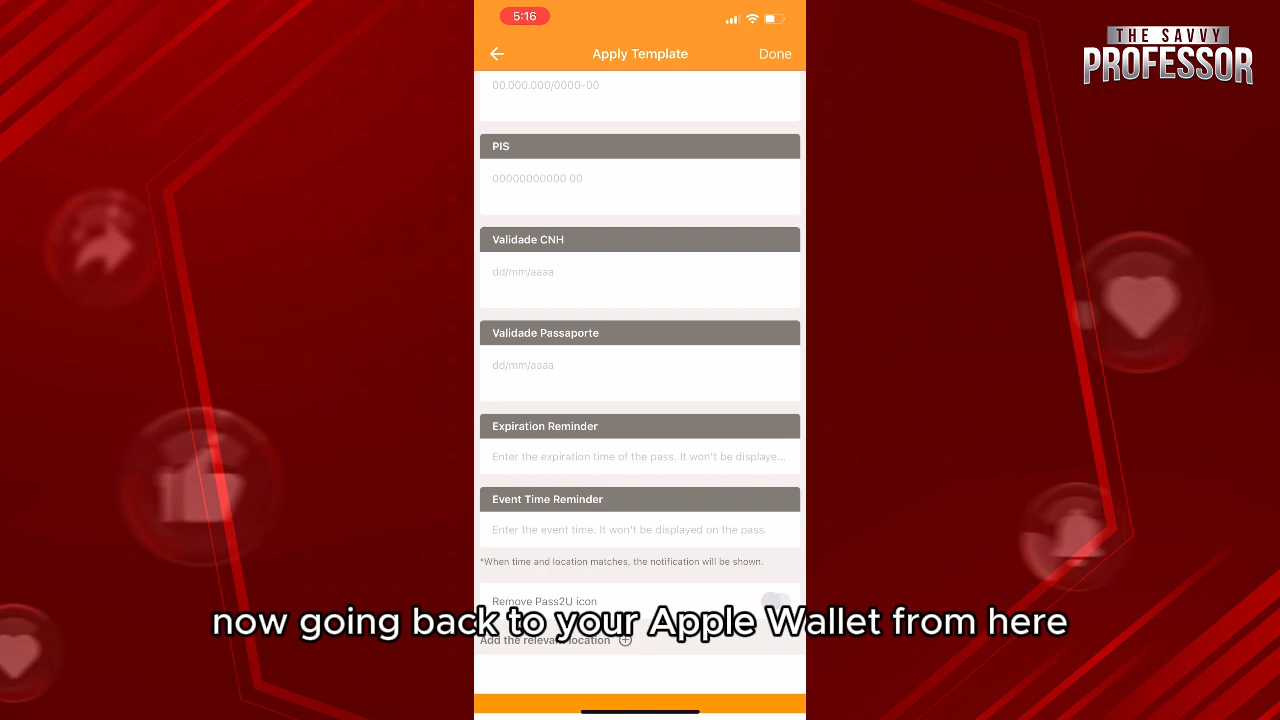 5:16
THE SAVVY
PROFESSOR
Apply Template
Done
00.000.000/0000-00
PIS
00000000000 00
Validade CNH
dd/mm/aaaa
Validade Passaporte
dd/mm/aaaa
Expiration Reminder
Enter the expiration time of the pass. It won't be displaye...
Event Time Reminder
Enter the event time. It won't be displayed on the pass.
*When time and location matches, the notification will be shown.
Remove Pass2U icon
now going back to your Apple Wallet from here
Add the relevant location